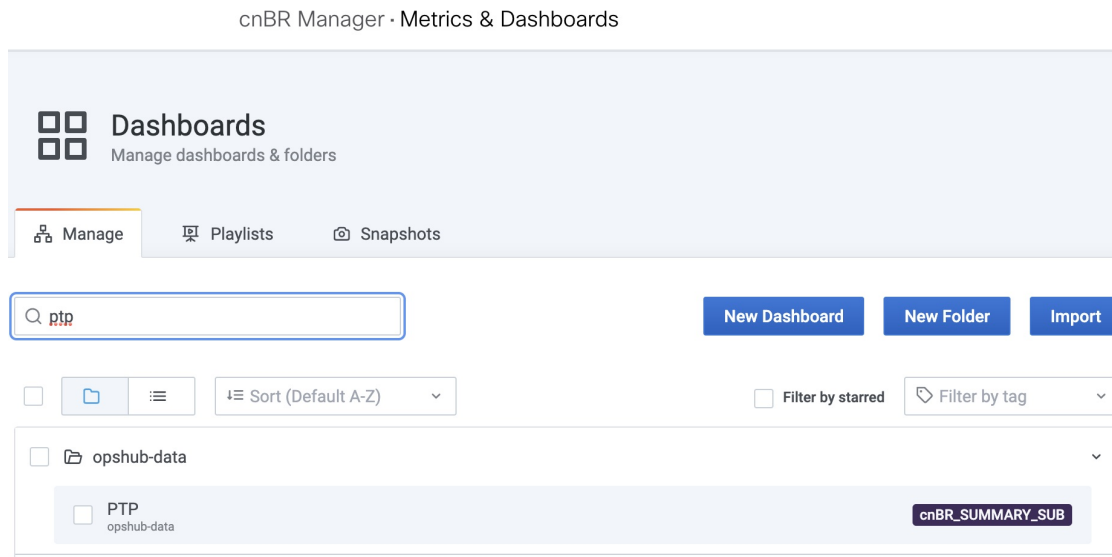 cnBR Manager · Metrics & Dashboards
Dashboards
Manage dashboards & folders
Manage
Playlists
Snapshots
ptp
New Dashboard
New Folder
Import
Sort (Default A-Z)
Filter by starred
Filter by tag
opshub-data
PTP
opshub-data
cnBR_SUMMARY_SUB